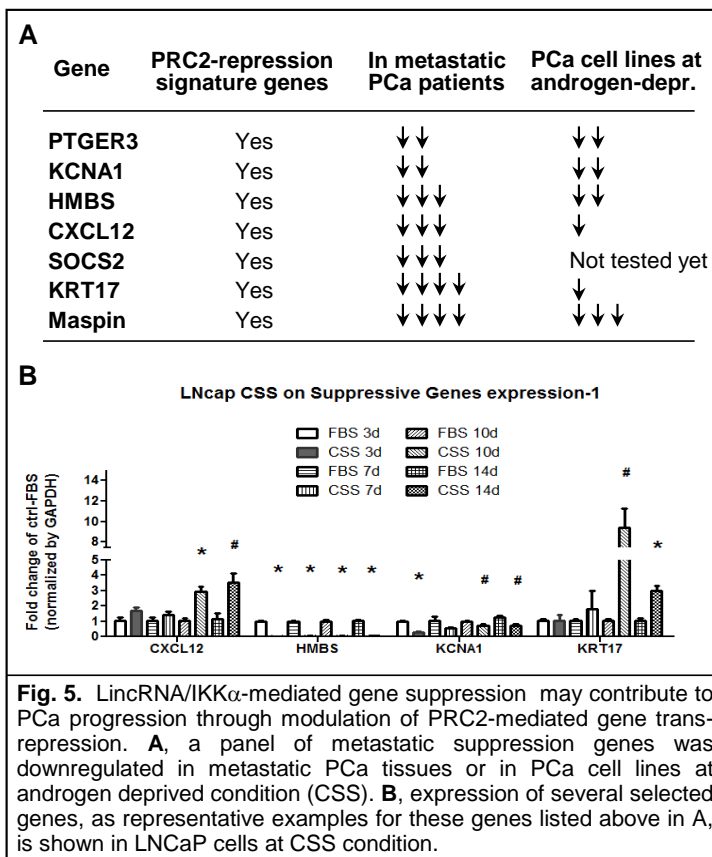 A
Gene PRC2-repression signature genes In metastatic PCa patients PCa cell lines at androgen-depr.
PTGER3 Yes ↓↓ ↓↓
KCNA1 Yes ↓↓ ↓↓
HMBS Yes ↓↓↓ ↓↓
CXCL12 Yes ↓↓↓ ↓
SOCS2 Yes ↓↓↓ Not tested yet
KRT17 Yes ↓↓↓↓ ↓
Maspin Yes ↓↓↓↓ ↓↓↓
B
LNcap CSS on Suppressive Genes expression-1
FBS 3d FBS 10d
CSS 3d CSS 10d
FBS 7d FBS 14d
CSS 7d CSS 14d
Fold change of ctrl-FBS
(normalized by GAPDH)
14
12
10
8
5
4
3
2
1
0
* # * * * * * # # # *
CXCL12 HMBS KCNA1 KRT17
Fig. 5. LincRNA/IKKα-mediated gene suppression may contribute to
PCa progression through modulation of PRC2-mediated gene trans-
repression. A, a panel of metastatic suppression genes was
downregulated in metastatic PCa tissues or in PCa cell lines at
androgen deprived condition (CSS). B, expression of several selected
genes, as representative examples for these genes listed above in A,
is shown in LNCaP cells at CSS condition.